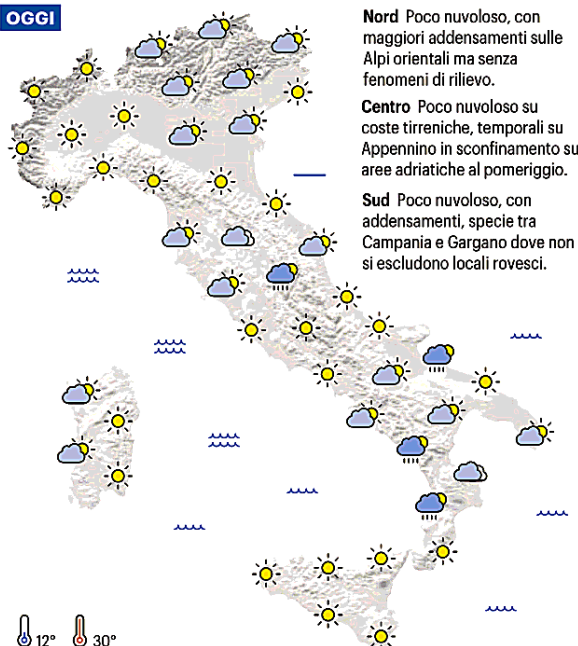 OGGI
Nord Poco nuvoloso, con
maggiori addensamenti sulle
Alpi orientali ma senza
fenomeni di rilievo.
Centro Poco nuvoloso su
coste tirreniche, temporali su
Appennino in sconfinamento su
aree adriatiche al pomeriggio.
Sud Poco nuvoloso, con
addensamenti, specie tra
Campania e Gargano dove non
si escludono locali rovesci.
12° 30°